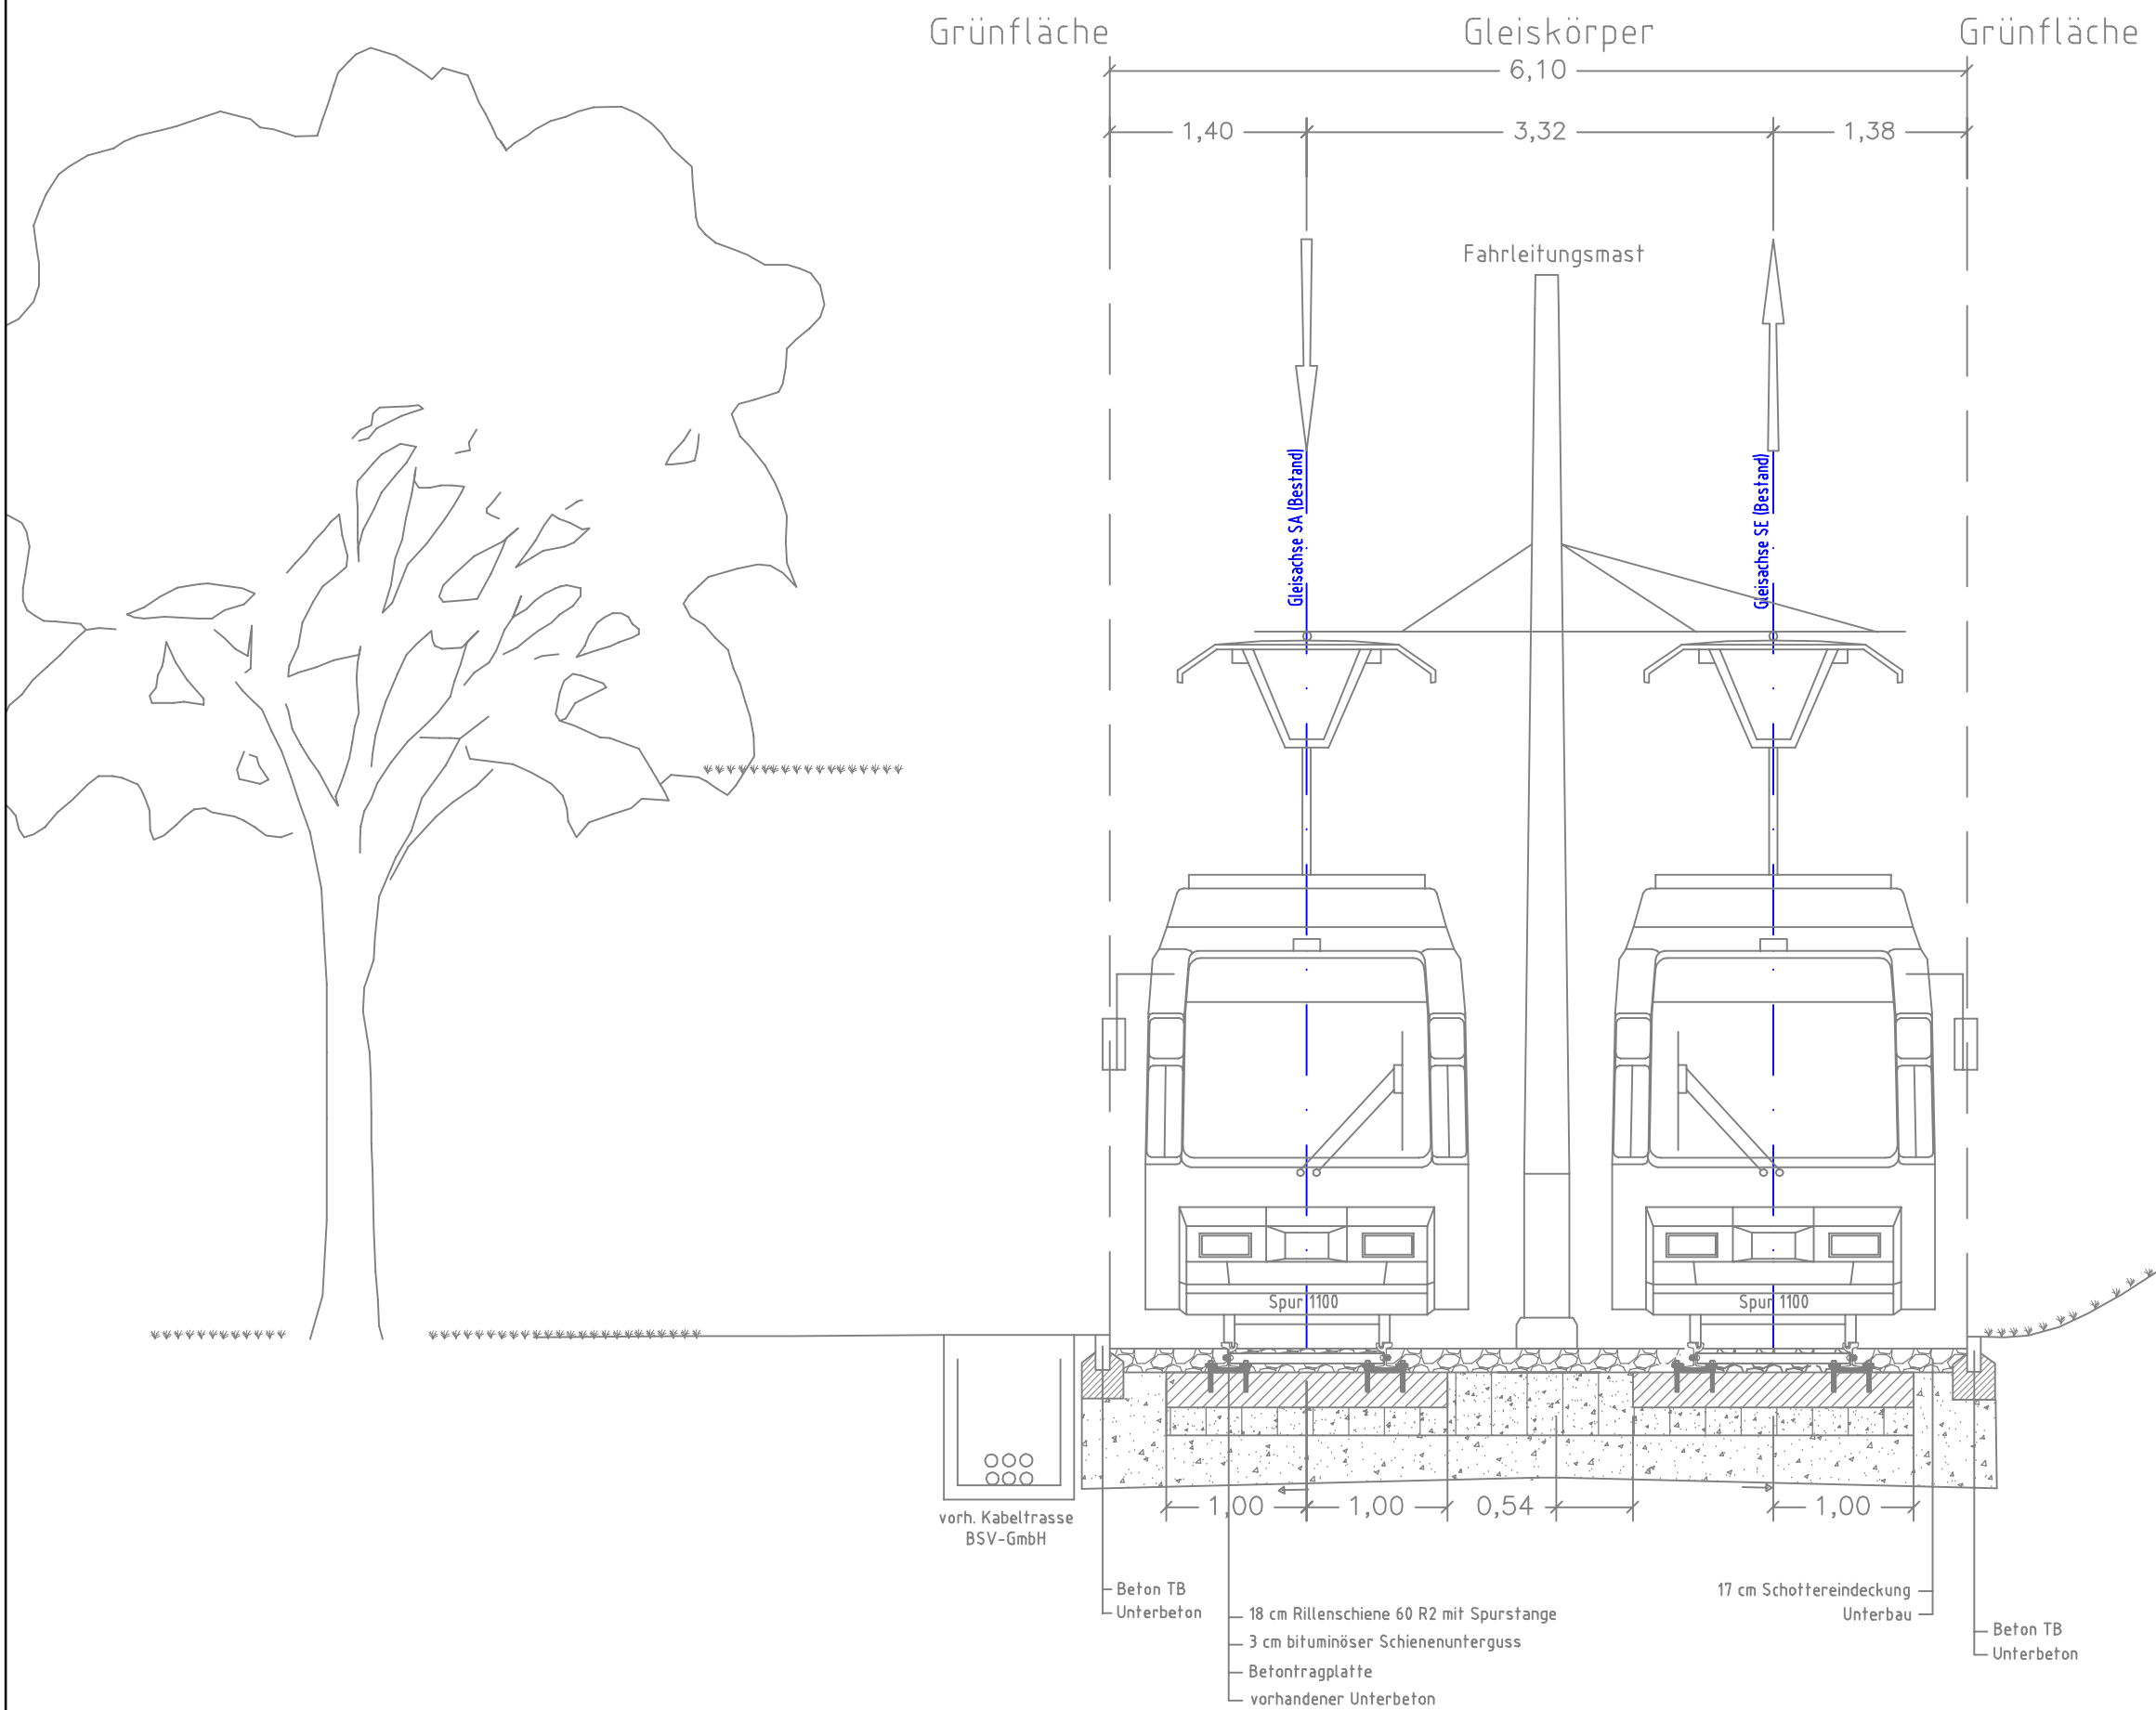 Grünfläche
Gleiskörper
Grünfläche
6,10
1,40
3,32
1,38
Fahrleitungsmast
Gleisachse SA (Bestand)
Gleisachse SE (Bestand)
Spur 1100
Spur 1100
1,00
1,00
0,54
1,00
vorh. Kabeltrasse
BSV-GmbH
Beton TB
Unterbeton
18 cm Rillenschiene 60 R2 mit Spurstange
3 cm bituminöser Schienenunterguss
Betontragplatte
vorhandener Unterbeton
17 cm Schottereindeckung
Unterbau
Beton TB
Unterbeton